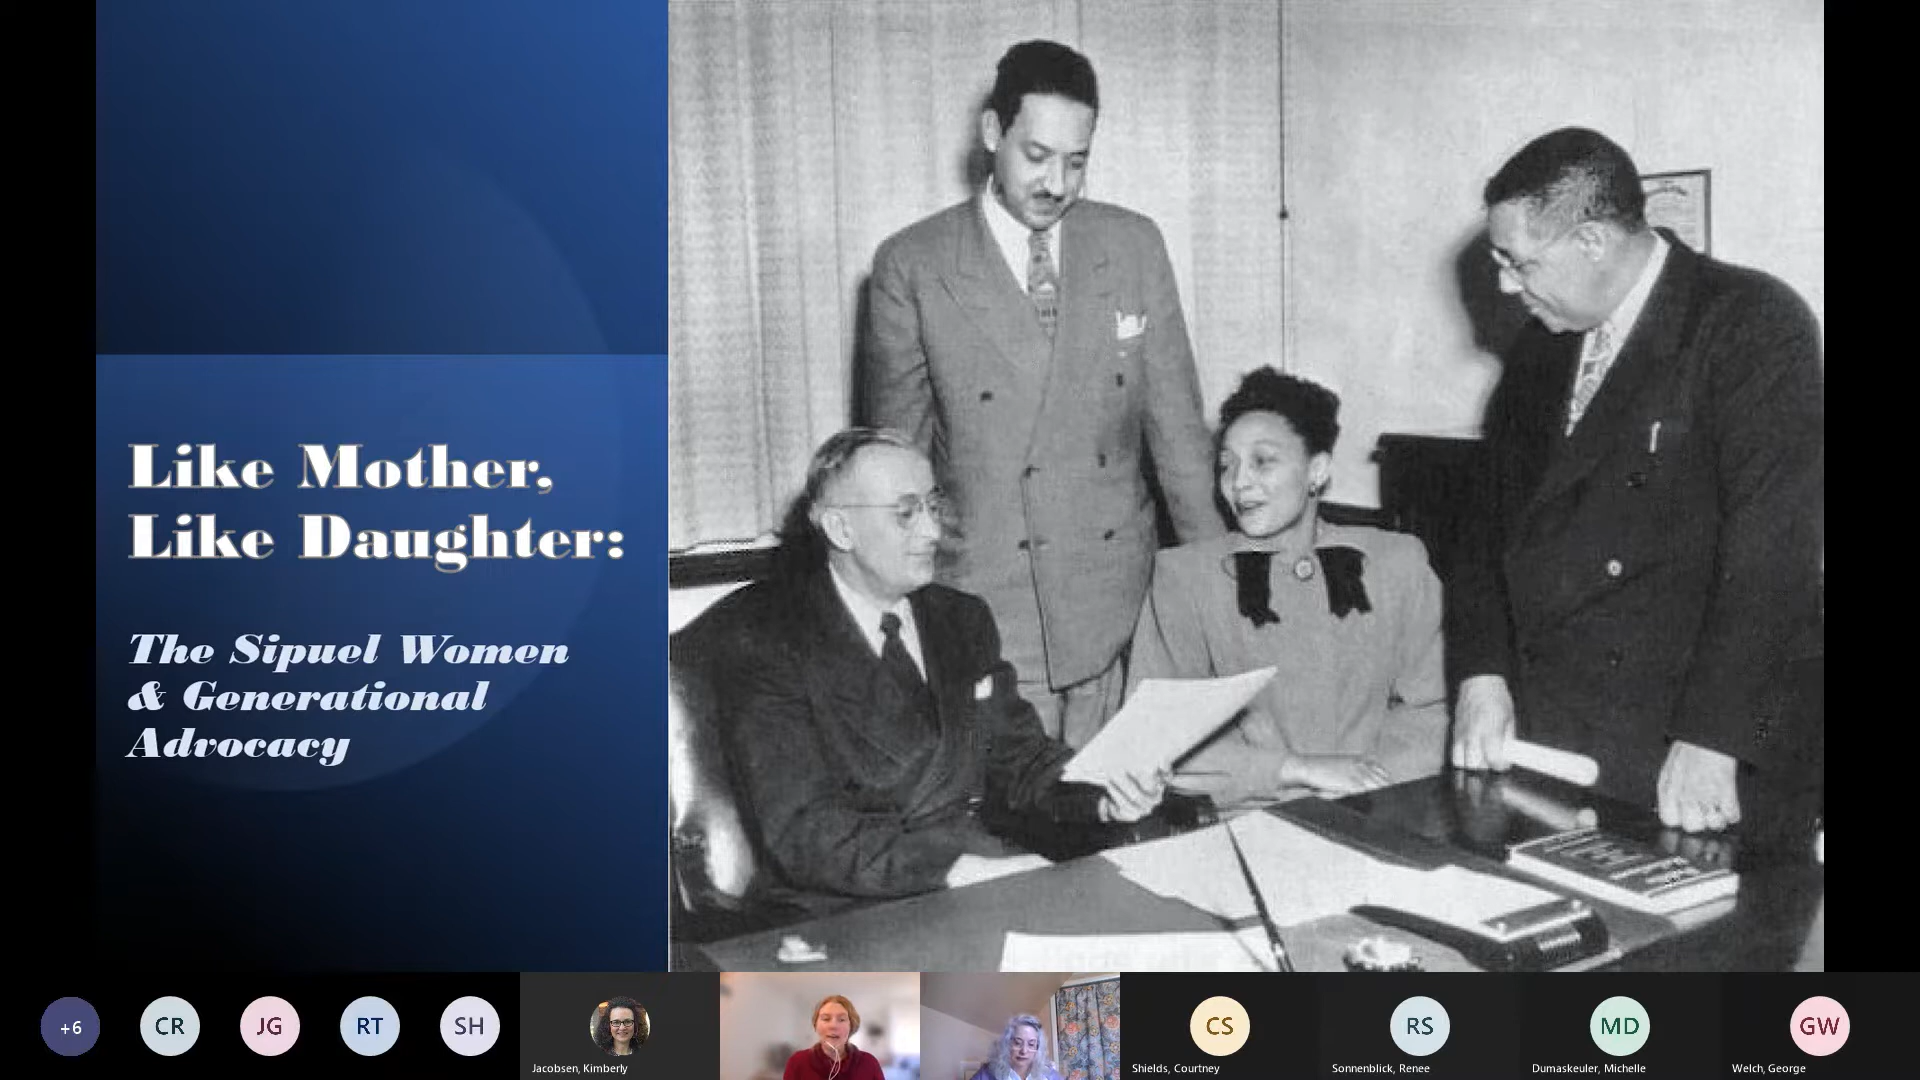 Like Mother,
Like Daughter:
The Sipuel Women
& Generational
Advocacy
+6
CR
JG
RT
SH
Jacobsen, Kimberly
CS
Shields, Courtney
RS
Sonnenblick, Renee
MD
Dumaskeuler, Michelle
GW
Welch, George